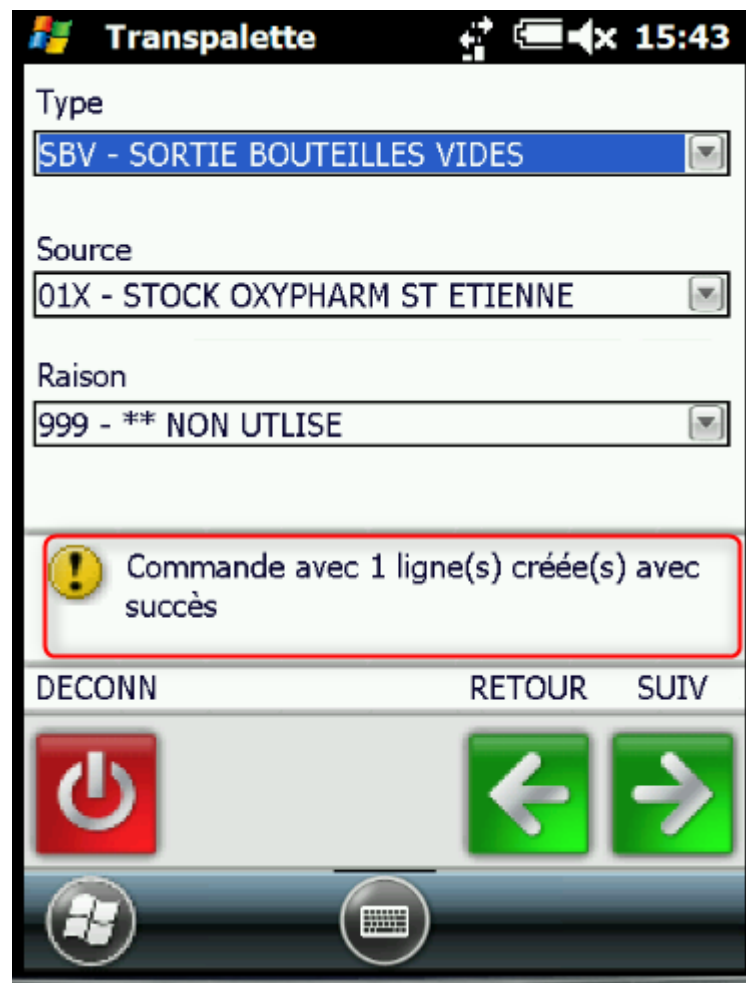 Transpalette 15:43
Type
SBV - SORTIE BOUTEILLES VIDES
Source
01X - STOCK OXYPHARM ST ETIENNE
Raison
999 - ** NON UTLISE
Commande avec 1 ligne(s) créée(s) avec
succès
DECONN RETOUR SUIV